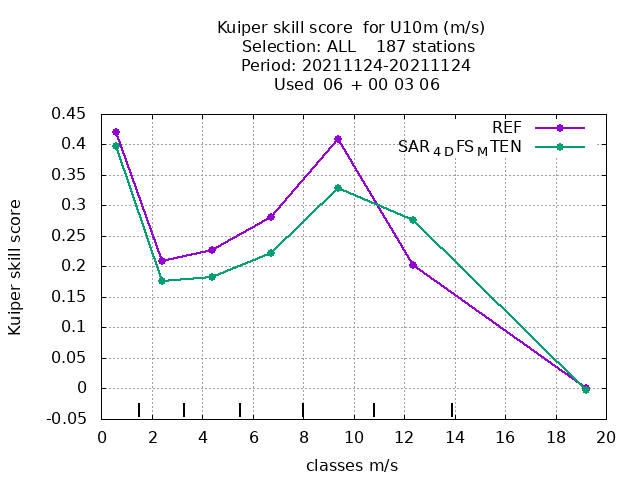 Kuiper skill score  for U10m (m/s)
Selection: ALL    187 stations
Period: 20211124-20211124
Used  06 + 00 03 06
REF
SAR4DFSMTEN
0.45
0.4
0.35
0.3
0.25
0.2
0.15
0.1
0.05
0
-0.05
Kuiper skill score
0 2 4 6 8 10 12 14 16 18 20
classes m/s